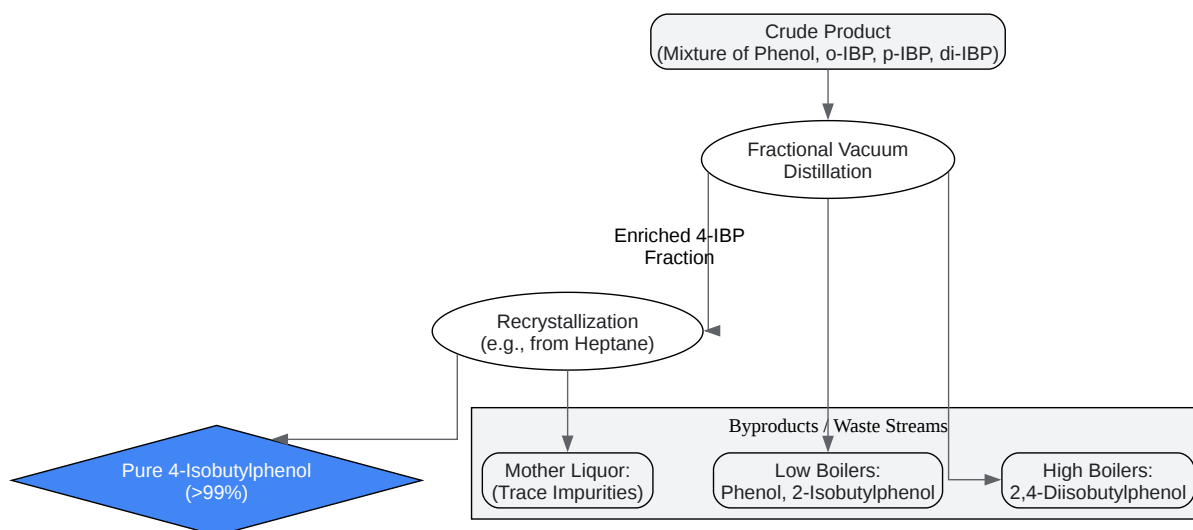 Crude Product
(Mixture of Phenol, o-IBP, p-IBP, di-IBP)
Fractional Vacuum
Distillation
Enriched 4-IBP
Fraction
Recrystallization
(e.g., from Heptane)
Byproducts / Waste Streams
Pure 4-Isobutylphenol
(>99%)
Mother Liquor:
(Trace Impurities)
Low Boilers:
Phenol, 2-Isobutylphenol
High Boilers:
2,4-Diisobutylphenol